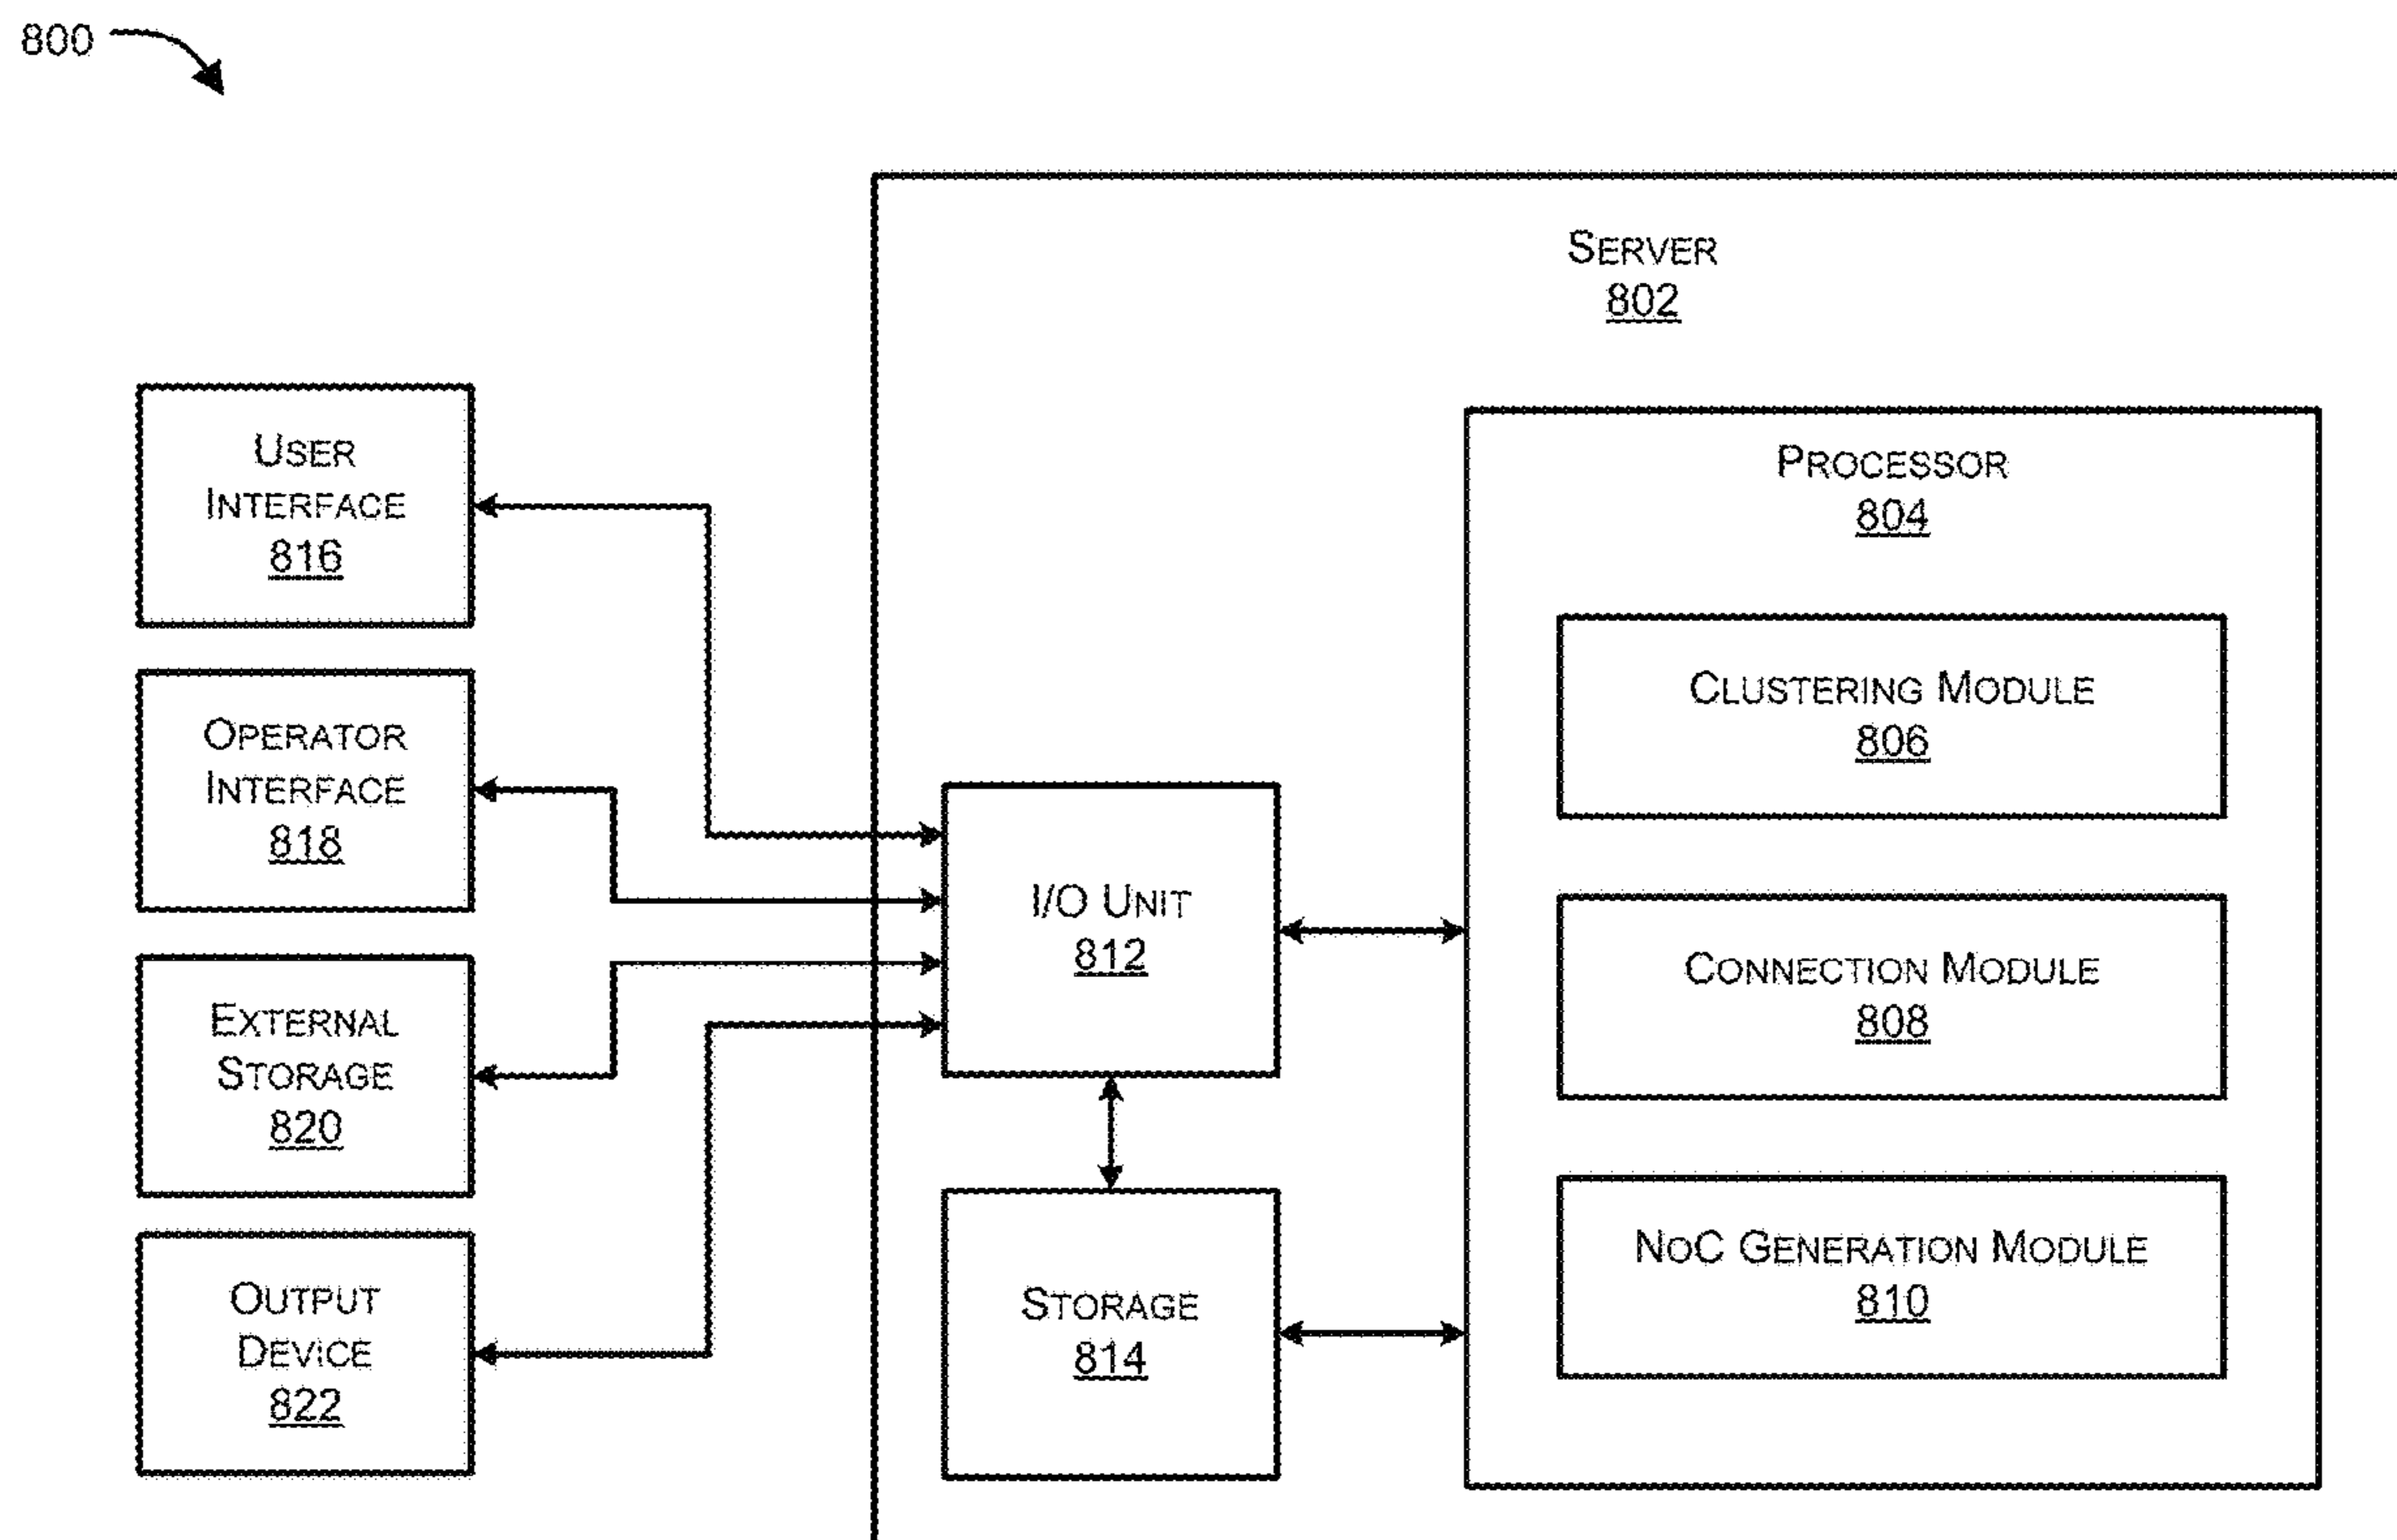 800
SERVER
802
USER
INTERFACE
816
OPERATOR
INTERFACE
818
EXTERNAL
STORAGE
820
OUTPUT
DEVICE
822
I/O UNIT
812
STORAGE
814
PROCESSOR
804
CLUSTERING MODULE
806
CONNECTION MODULE
808
NOC GENERATION MODULE
810